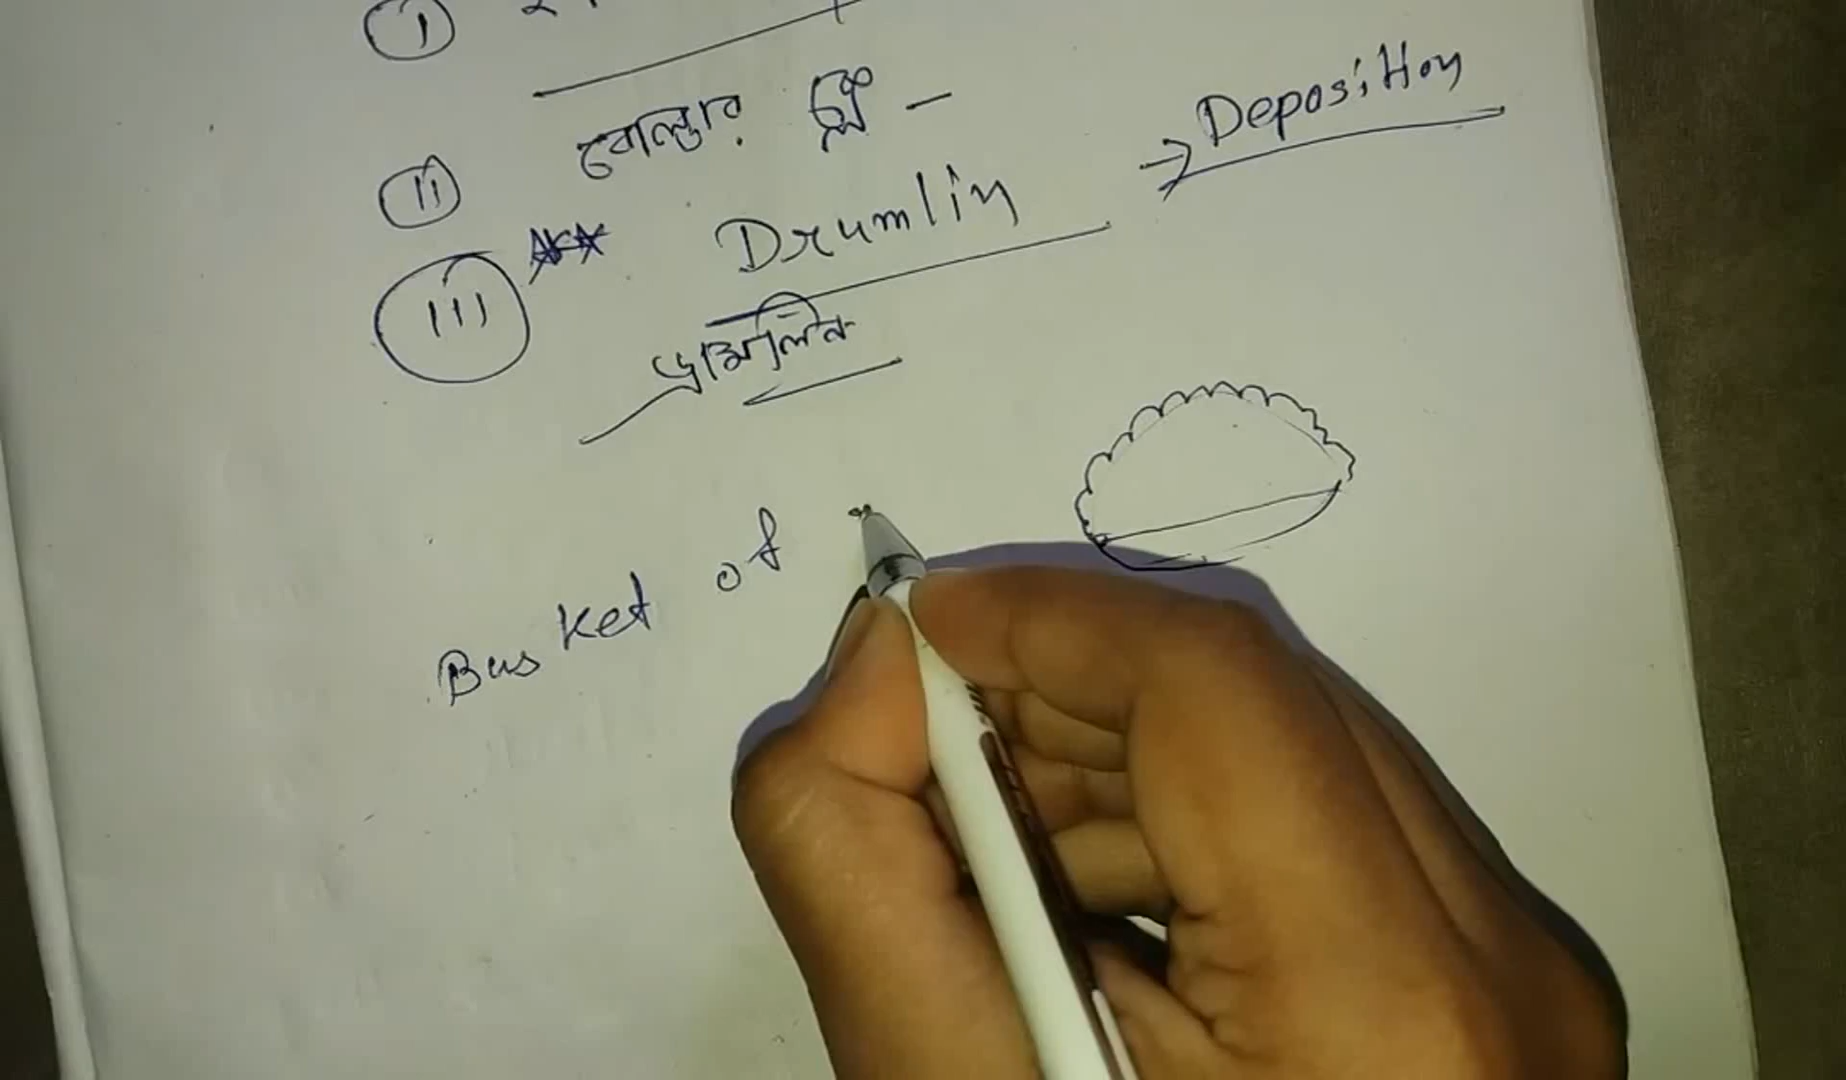 I
বোল্ডার ক্লে -
→ Deposition
II
III Drumlin
ড্রামলিন
Busket of